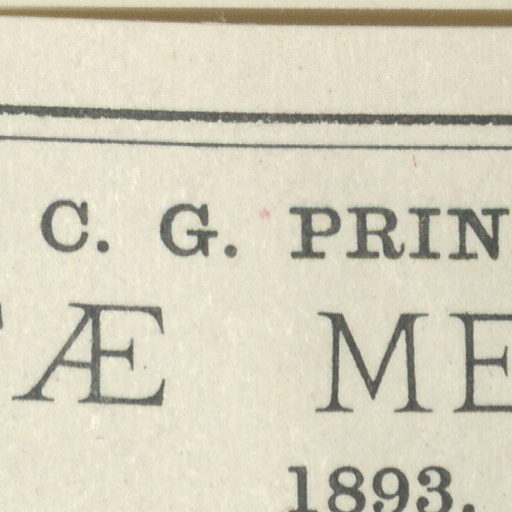 C. G. PRIN
Æ ME
1893.